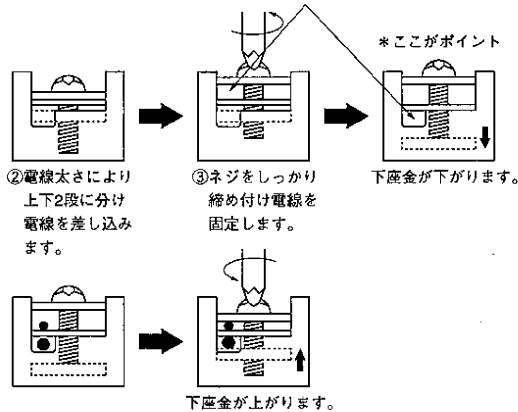 *ここがポイント
②電線太さにより
上下2段に分け
電線を差し込み
ます。
③ネジをしっかり
締め付け電線を
固定します。
下座金が下がります。
下座金が上がります。